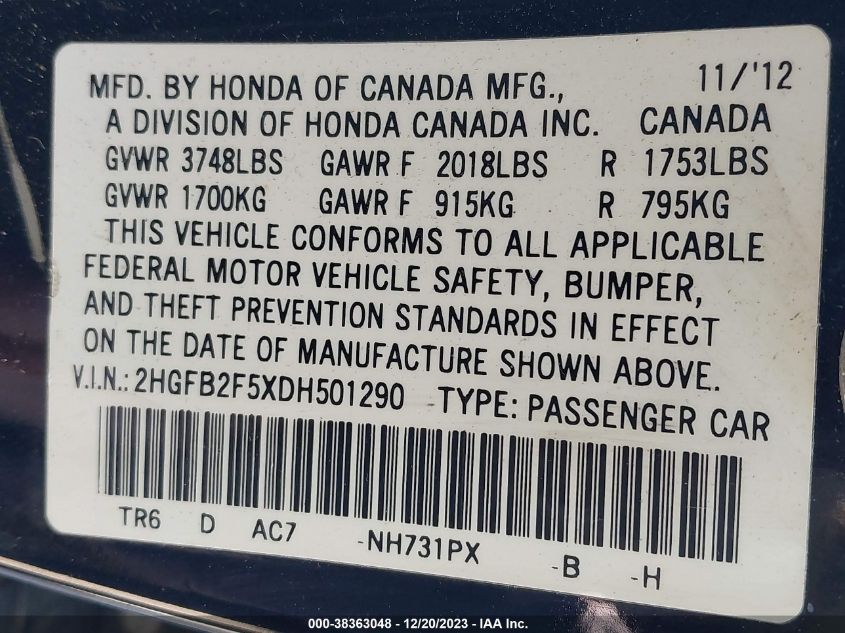 MFD. BY HONDA OF CANADA MFG., 11/'12
A DIVISION OF HONDA CANADA INC. CANADA
GVWR 3748LBS GAWR F 2018LBS R 1753LBS
GVWR 1700KG GAWR F 915KG R 795KG
THIS VEHICLE CONFORMS TO ALL APPLICABLE
FEDERAL MOTOR VEHICLE SAFETY, BUMPER,
AND THEFT PREVENTION STANDARDS IN EFFECT
ON THE DATE OF MANUFACTURE SHOWN ABOVE.
V.I.N.: 2HGFB2F5XDH501290 TYPE: PASSENGER CAR
TR6 D AC7 -NH731PX -B -H
000-38363048 - 12/20/2023 - IAA Inc.